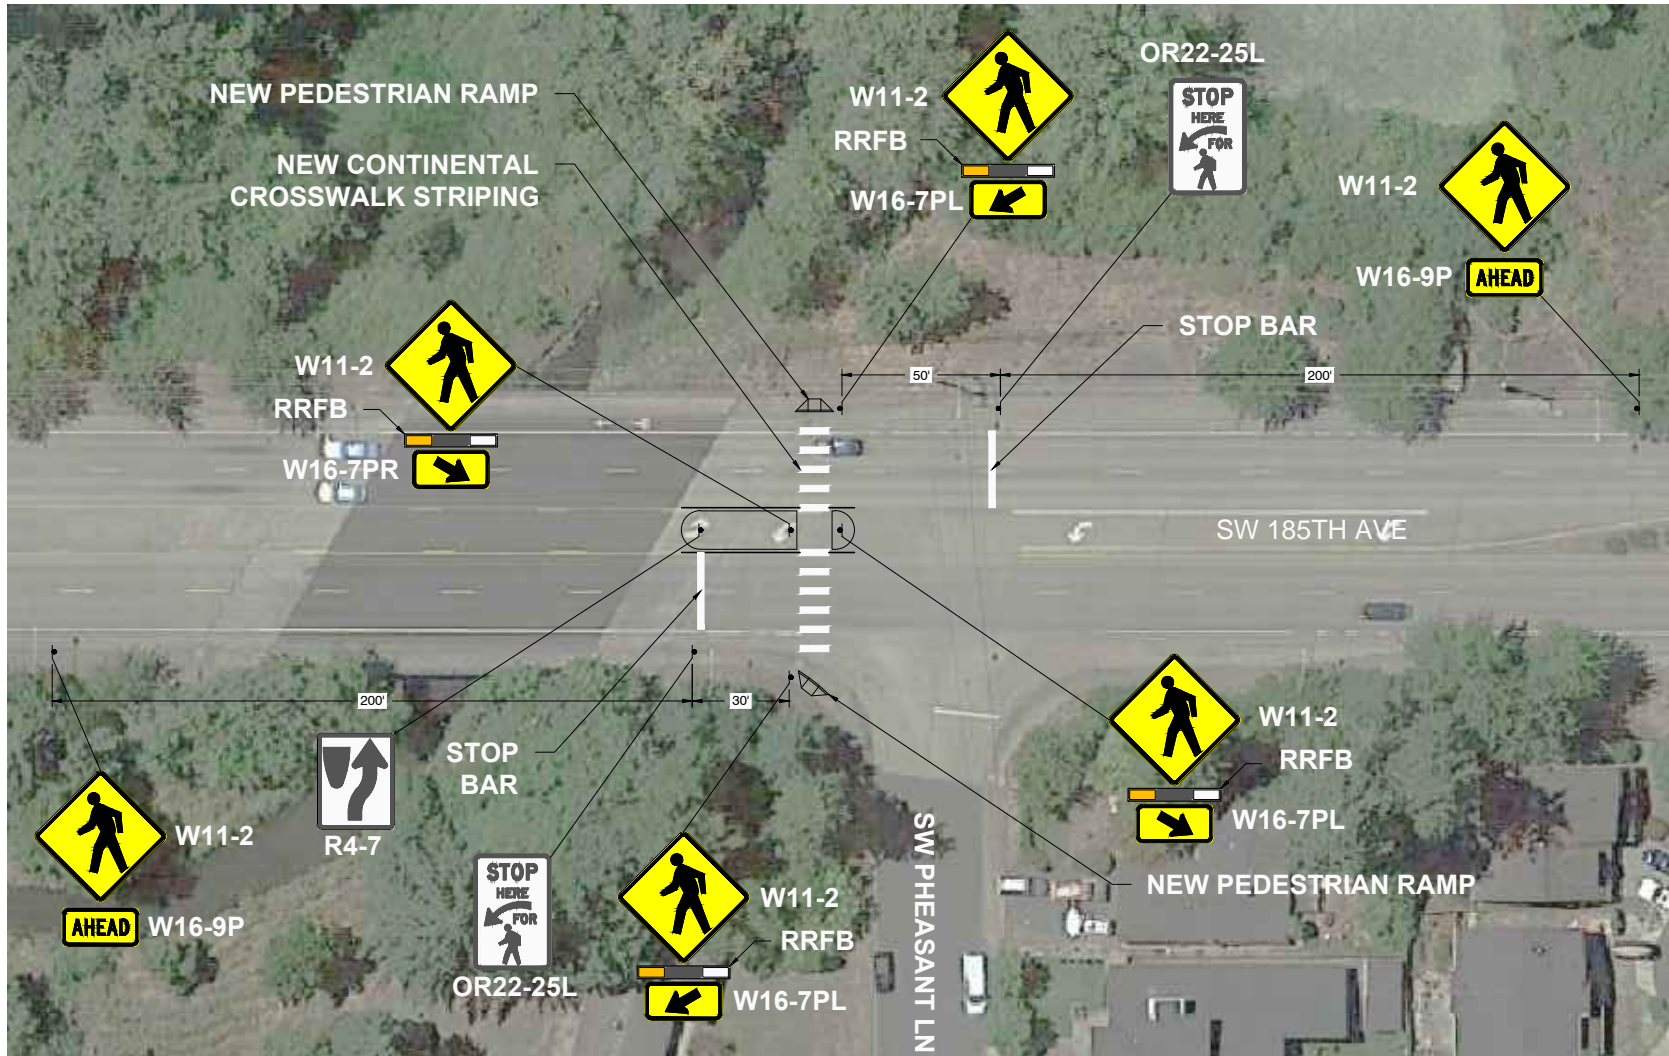 OR22-25L
NEW PEDESTRIAN RAMP
W11-2
STOP
HERE
FOR
RRFB
NEW CONTINENTAL
CROSSWALK STRIPING
W16-7PL
W11-2
W16-9P
AHEAD
STOP BAR
W11-2
50'
200'
RRFB
W16-7PR
SW 185TH AVE
200'
30'
W11-2
STOP
BAR
RRFB
W16-7PL
W11-2
R4-7
SW PHEASANT LN
STOP
HERE
FOR
W11-2
NEW PEDESTRIAN RAMP
AHEAD
W16-9P
RRFB
OR22-25L
W16-7PL